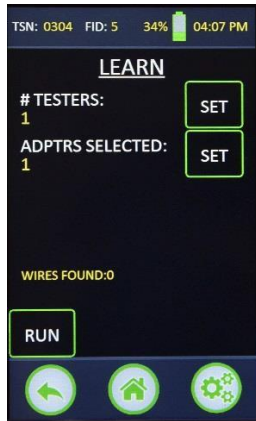 TSN: 0304 FID: 5 34% 04:07 PM
LEARN
# TESTERS:
1
SET
ADPTRS SELECTED:
1
SET
WIRES FOUND:0
RUN